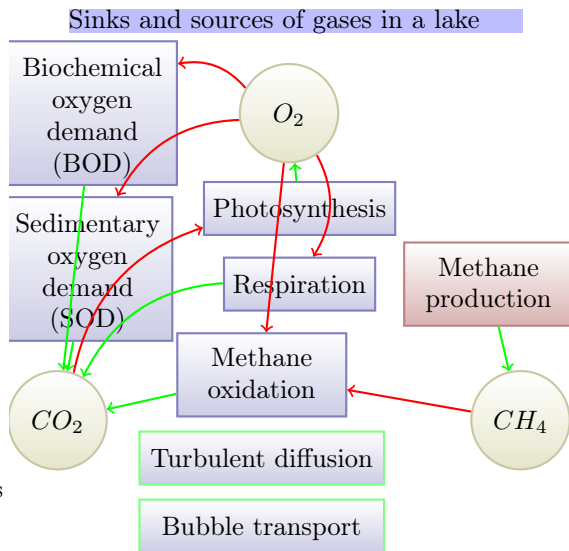 Sinks and sources of gases in a lake
Biochemical
oxygen
demand
(BOD)
O₂
Photosynthesis
Sedimentary
oxygen
demand
(SOD)
Respiration
Methane
production
Methane
oxidation
CO₂
CH₄
Turbulent diffusion
s
Bubble transport